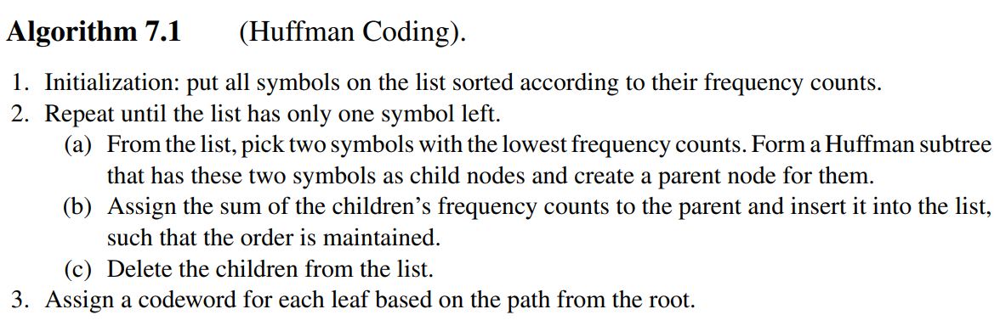 Algorithm 7.1 (Huffman Coding).
1. Initialization: put all symbols on the list sorted according to their frequency counts.
2. Repeat until the list has only one symbol left.
(a) From the list, pick two symbols with the lowest frequency counts. Form a Huffman subtree
that has these two symbols as child nodes and create a parent node for them.
(b) Assign the sum of the children’s frequency counts to the parent and insert it into the list,
such that the order is maintained.
(c) Delete the children from the list.
3. Assign a codeword for each leaf based on the path from the root.